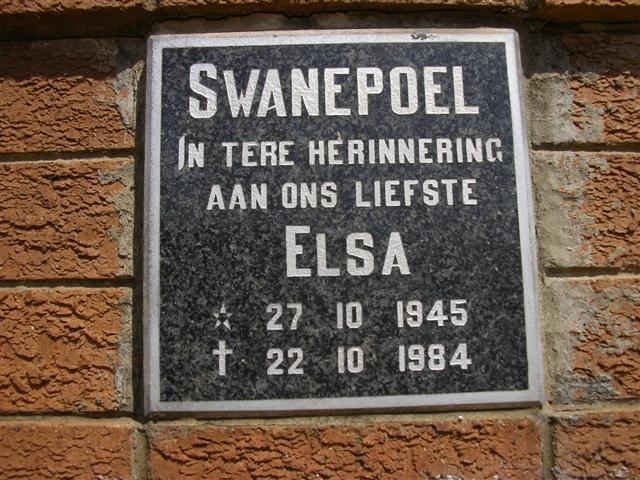 SWANEPOEL
IN TERE HERINNERING
AAN ONS LIEFSTE
ELSA
27 10 1945
22 10 1984